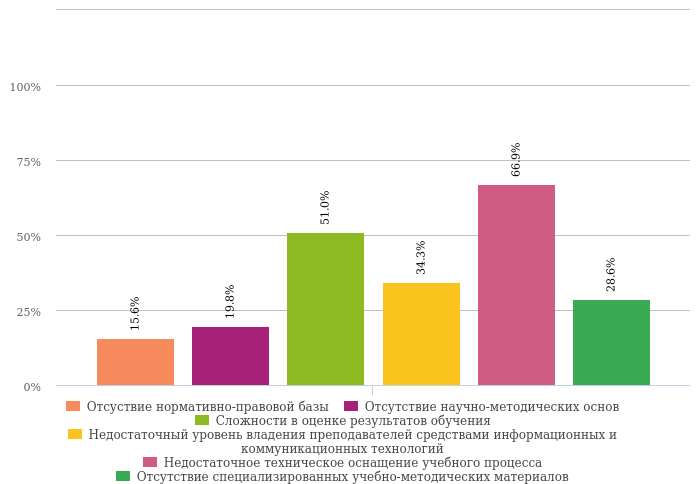 100%
75%
50%
25%
0%
15.6%
19.8%
51.0%
34.3%
66.9%
28.6%
Отсуствие нормативно-правовой базы Отсутствие научно-методических основ
Сложности в оценке результатов обучения
Недостаточный уровень владения преподавателей средствами информационных и
коммуникационных технологий
Недостаточное техническое оснащение учебного процесса
Отсутствие специализированных учебно-методических материалов